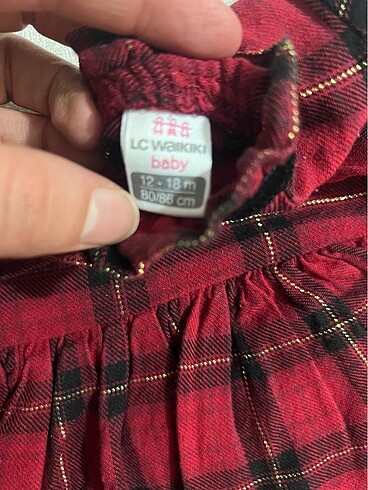 LC WAIKIKI
baby
12 - 18 m
80/86 cm